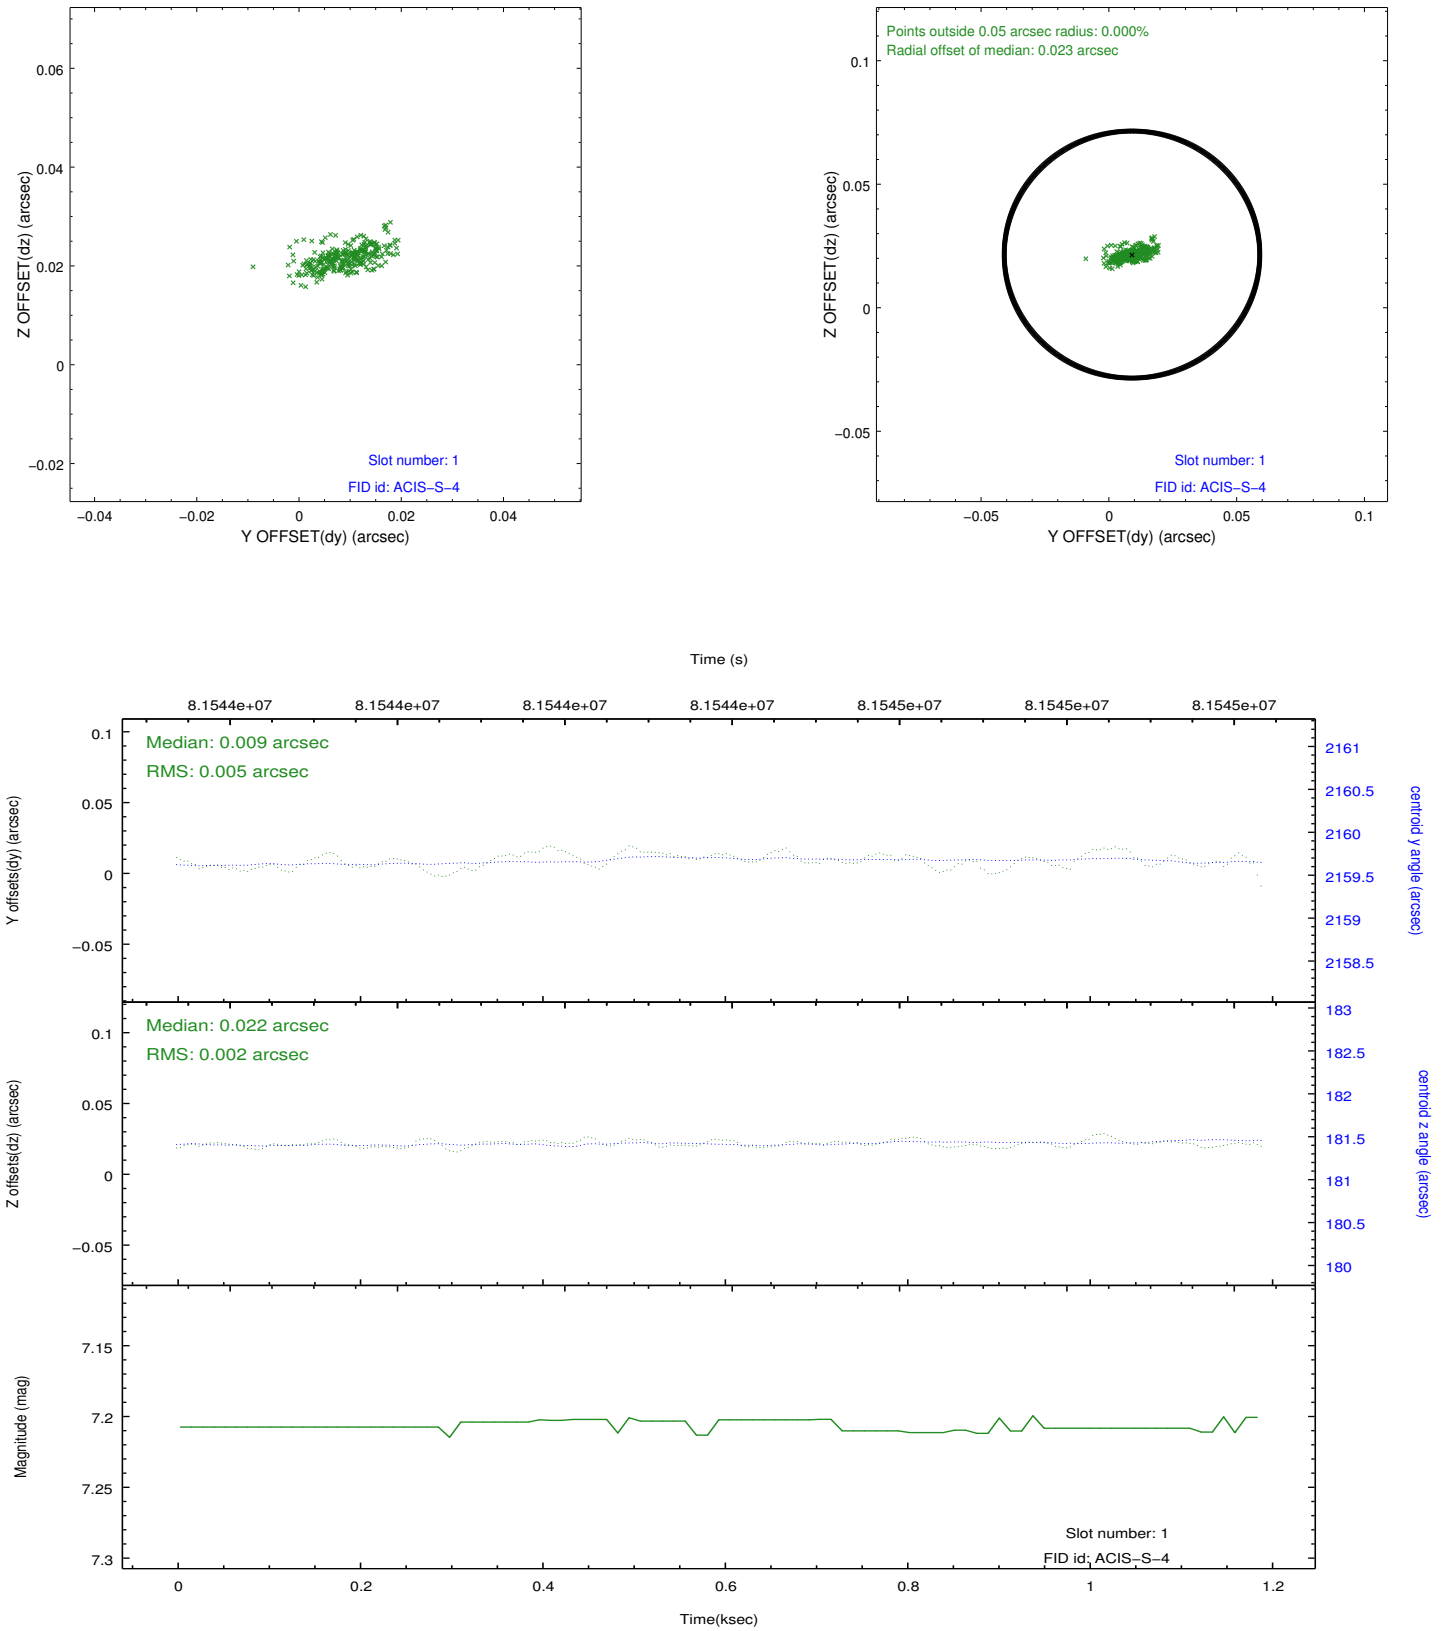 0.06
0.04
0.02
0
−0.02
−0.04
−0.02
0
0.02
0.04
Z OFFSET(dz) (arcsec)
Y OFFSET(dy) (arcsec)
Slot number: 1
FID id: ACIS−S−4
Points outside 0.05 arcsec radius: 0.000%
Radial offset of median: 0.023 arcsec
0.1
0.05
0
−0.05
−0.05
0
0.05
0.1
Z OFFSET(dz) (arcsec)
Y OFFSET(dy) (arcsec)
Slot number: 1
FID id: ACIS−S−4
Time (s)
8.1544e+07
8.1544e+07
8.1544e+07
8.1544e+07
8.1545e+07
8.1545e+07
8.1545e+07
Median: 0.009 arcsec
RMS: 0.005 arcsec
0.1
0.05
0
−0.05
Y offsets(dy) (arcsec)
2161
2160.5
2160
2159.5
2159
2158.5
centroid y angle (arcsec)
Median: 0.022 arcsec
RMS: 0.002 arcsec
0.1
0.05
0
−0.05
Z offsets(dz) (arcsec)
183
182.5
182
181.5
181
180.5
180
centroid z angle (arcsec)
7.15
7.2
7.25
7.3
Magnitude (mag)
Slot number: 1
FID id: ACIS−S−4
0
0.2
0.4
0.6
0.8
1
1.2
Time(ksec)